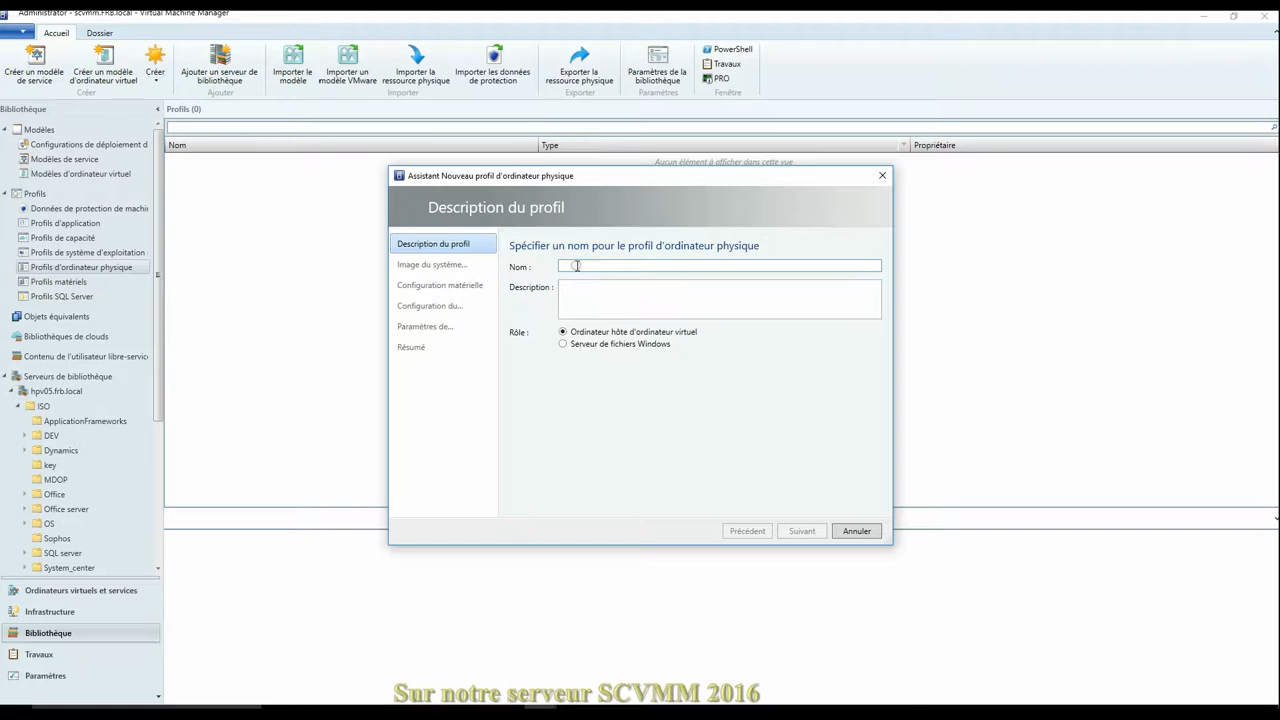 Administrator - scvmm.FRB.local - Virtual Machine Manager
Accueil Dossier
Créer un modèle de service
Créer un modèle d'ordinateur virtuel
Créer
Ajouter un serveur de bibliothèque
Importer le modèle
Importer un modèle VMware
Importer la ressource physique
Importer les données de protection
Exporter la ressource physique
Paramètres de la bibliothèque
PowerShell
Travaux
PRO
Créer Ajouter Importer Exporter Paramètres Fenêtre
Bibliothèque
Modèles
Configurations de déploiement d
Modèles de service
Modèles d'ordinateur virtuel
Profils
Données de protection de machi
Profils d'application
Profils de capacité
Profils de système d'exploitation
Profils d'ordinateur physique
Profils matériels
Profils SQL Server
Objets équivalents
Bibliothèques de clouds
Contenu de l'utilisateur libre-servic
Serveurs de bibliothèque
hpv05.frb.local
ISO
ApplicationFrameworks
DEV
Dynamics
key
MDOP
Office
Office server
OS
Sophos
SQL server
System_center
Ordinateurs virtuels et services
Infrastructure
Bibliothèque
Travaux
Paramètres
Profils (0)
Nom Type Propriétaire
Aucun élément à afficher dans cette vue
Assistant Nouveau profil d'ordinateur physique
Description du profil
Description du profil
Image du système...
Configuration matérielle
Configuration du...
Paramètres de...
Résumé
Spécifier un nom pour le profil d'ordinateur physique
Nom :
Description :
Rôle :
Ordinateur hôte d'ordinateur virtuel
Serveur de fichiers Windows
Précédent Suivant Annuler
Sur notre serveur SCVMM 2016